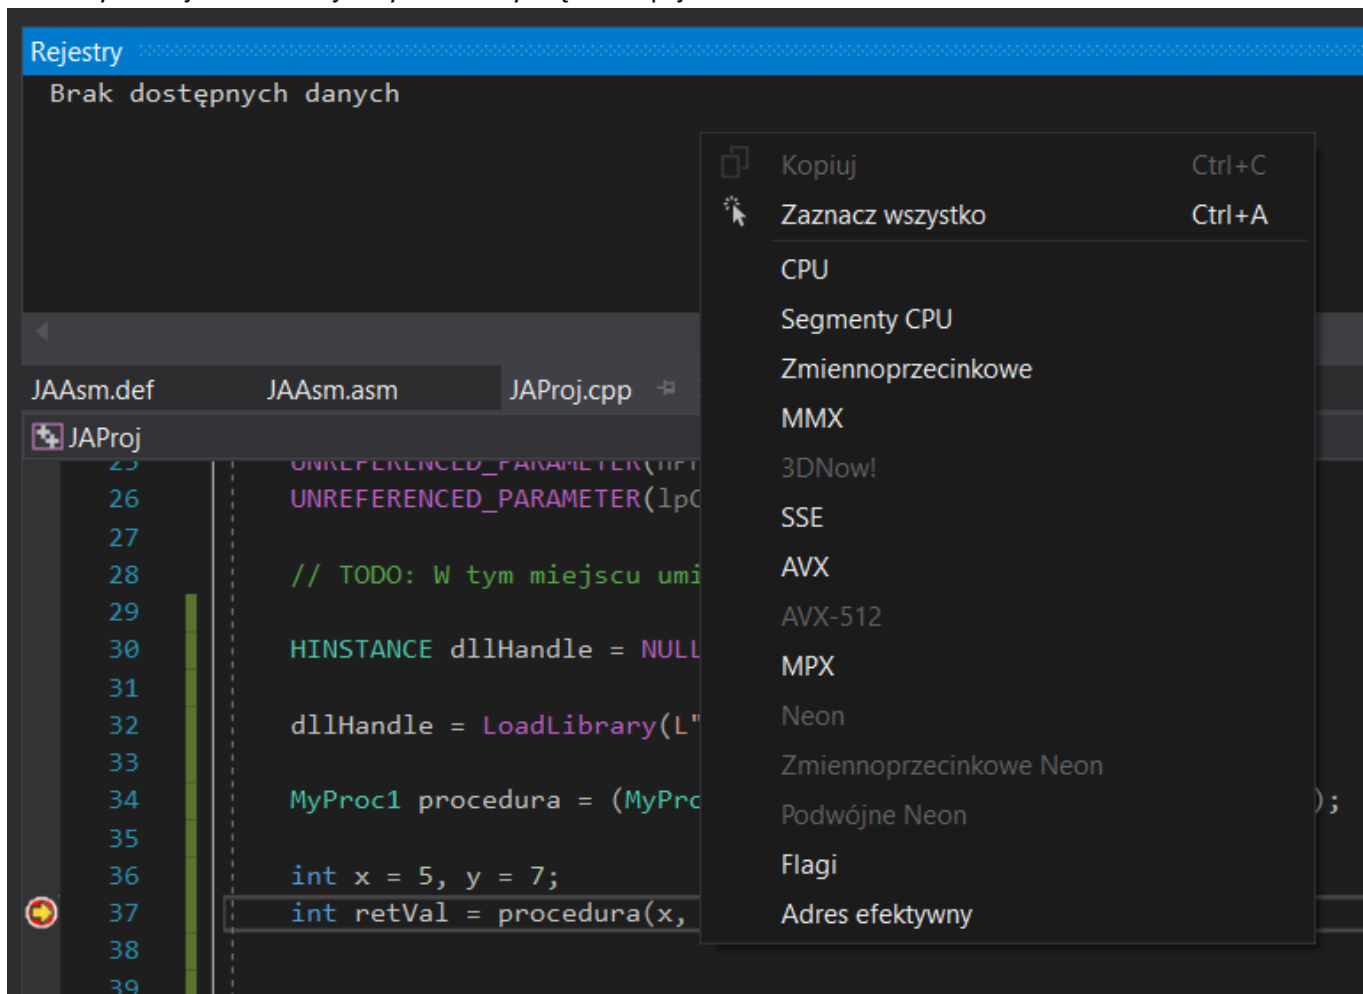 Rejestry
Brak dostępnych danych
Kopiuj Ctrl+C
Zaznacz wszystko Ctrl+A
CPU
Segmenty CPU
Zmiennoprzecinkowe
MMX
3DNow!
SSE
AVX
AVX-512
MPX
Neon
Zmiennoprzecinkowe Neon
Podwójne Neon
Flagi
Adres efektywny
JAAsm.def JAAsm.asm JAProj.cpp
JAProj
25 UNREFERENCED_PARAMETER(
26 UNREFERENCED_PARAMETER(lpC
27
28 // TODO: W tym miejscu umi
29
30 HINSTANCE dllHandle = NULL
31
32 dllHandle = LoadLibrary(L"
33
34 MyProc1 procedura = (MyProc );
35
36 int x = 5, y = 7;
37 int retVal = procedura(x,
38
39